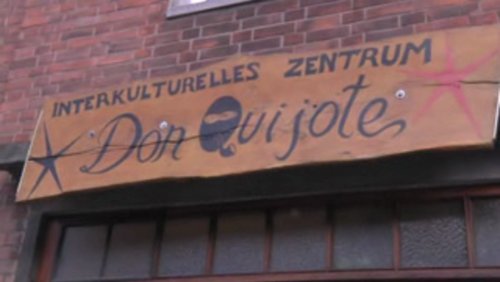 INTERKULTURELLES ZENTRUM
Don Quijote